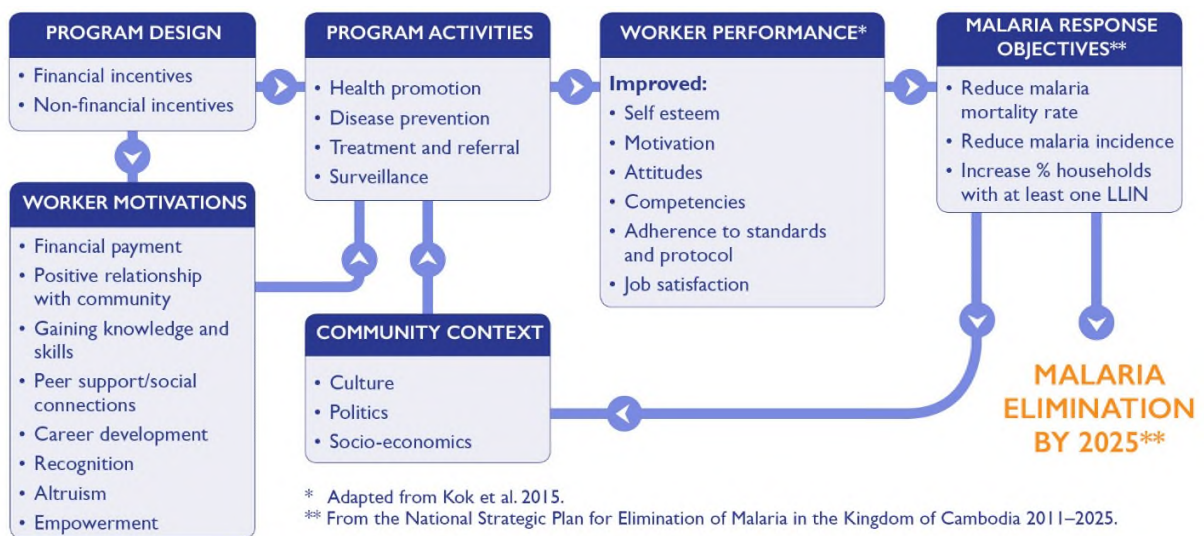 PROGRAM DESIGN
• Financial incentives
• Non-financial incentives
WORKER MOTIVATIONS
• Financial payment
• Positive relationship
with community
• Gaining knowledge and
skills
• Peer support/social
connections
• Career development
• Recognition
• Altruism
• Empowerment
PROGRAM ACTIVITIES
• Health promotion
• Disease prevention
• Treatment and referral
• Surveillance
COMMUNITY CONTEXT
• Culture
• Politics
• Socio-economics
WORKER PERFORMANCE*
Improved:
• Self esteem
• Motivation
• Attitudes
• Competencies
• Adherence to standards
and protocol
• Job satisfaction
MALARIA RESPONSE
OBJECTIVES**
• Reduce malaria
mortality rate
• Reduce malaria incidence
• Increase % households
with at least one LLIN
MALARIA
ELIMINATION
BY 2025**
* Adapted from Kok et al. 2015.
** From the National Strategic Plan for Elimination of Malaria in the Kingdom of Cambodia 2011–2025.